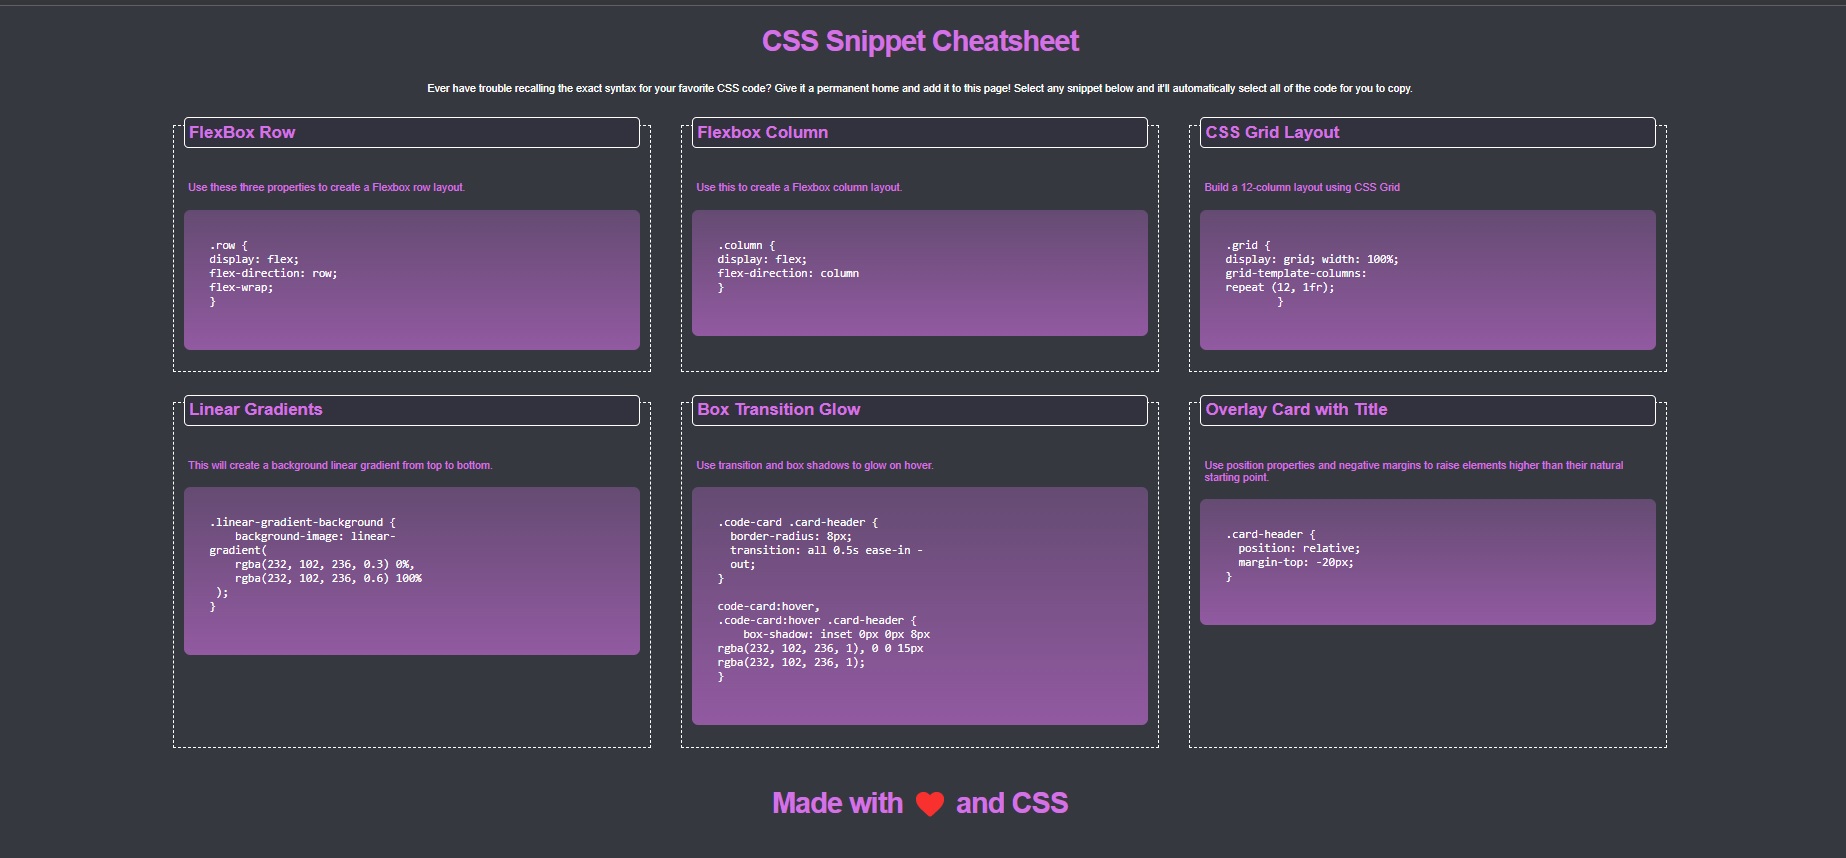 CSS Snippet Cheatsheet
Ever have trouble recalling the exact syntax for your favorite CSS code? Give it a permanent home and add it to this page! Select any snippet below and it'll automatically select all of the code for you to copy.
FlexBox Row
Use these three properties to create a Flexbox row layout.
.row {
display: flex;
flex-direction: row;
flex-wrap;
}
Flexbox Column
Use this to create a Flexbox column layout.
.column {
display: flex;
flex-direction: column
}
CSS Grid Layout
Build a 12-column layout using CSS Grid
.grid {
display: grid; width: 100%;
grid-template-columns:
repeat (12, 1fr);
}
Linear Gradients
This will create a background linear gradient from top to bottom.
.linear-gradient-background {
background-image: linear-
gradient(
rgba(232, 102, 236, 0.3) 0%,
rgba(232, 102, 236, 0.6) 100%
);
}
Box Transition Glow
Use transition and box shadows to glow on hover.
.code-card .card-header {
border-radius: 8px;
transition: all 0.5s ease-in -
out;
}
code-card:hover,
.code-card:hover .card-header {
box-shadow: inset 0px 0px 8px
rgba(232, 102, 236, 1), 0 0 15px
rgba(232, 102, 236, 1);
}
Overlay Card with Title
Use position properties and negative margins to raise elements higher than their natural
starting point.
.card-header {
position: relative;
margin-top: -20px;
}
Made with ❤ and CSS